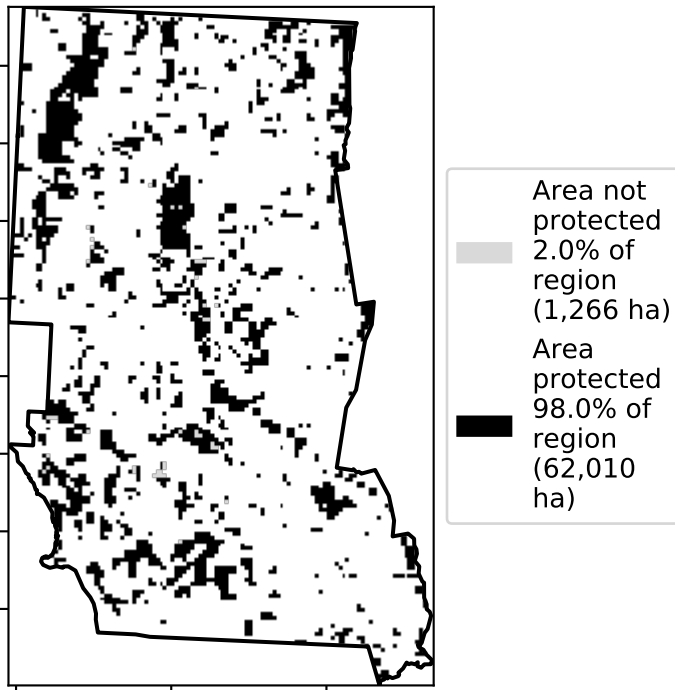 Area not
protected
2.0% of
region
(1,266 ha)
Area
protected
98.0% of
region
(62,010
ha)